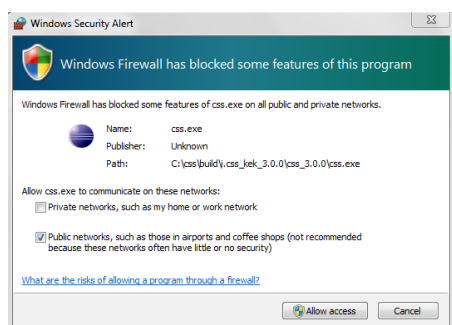 Windows Security Alert
Windows Firewall has blocked some features of this program
Windows Firewall has blocked some features of css.exe on all public and private networks.
Name: css.exe
Publisher: Unknown
Path: C:\css\build\i.css_kek_3.0.0\css_3.0.0\css.exe
Allow css.exe to communicate on these networks:
Private networks, such as my home or work network
Public networks, such as those in airports and coffee shops (not recommended
because these networks often have little or no security)
What are the risks of allowing a program through a firewall?
Allow access Cancel